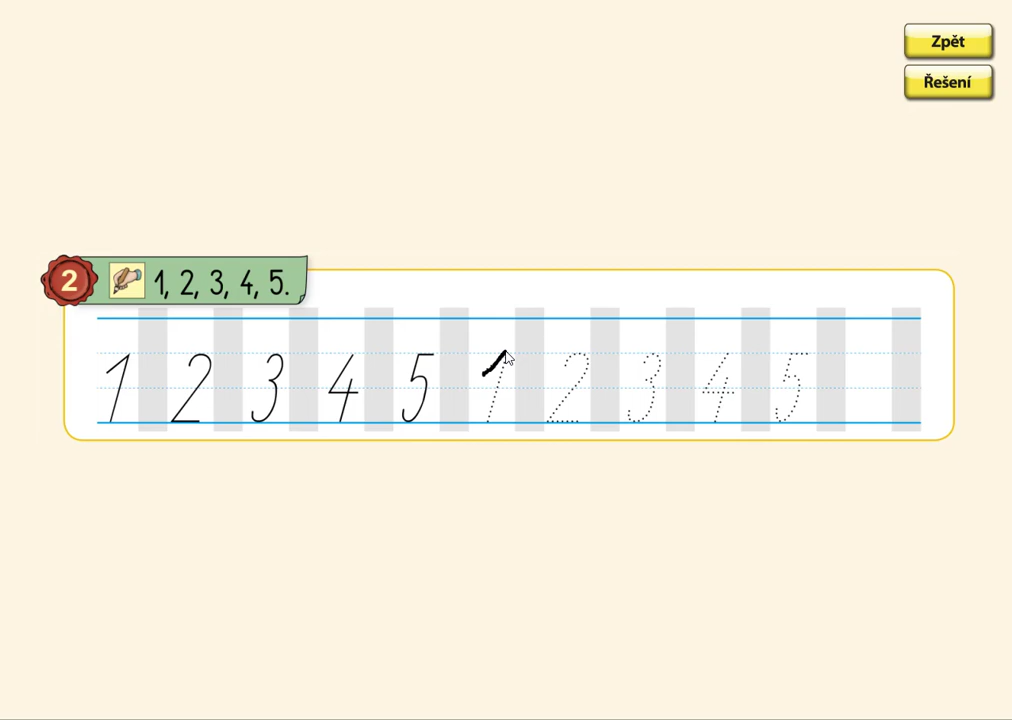 Zpět
Řešení
2 1, 2, 3, 4, 5.
1 2 3 4 5 1 2 3 4 5